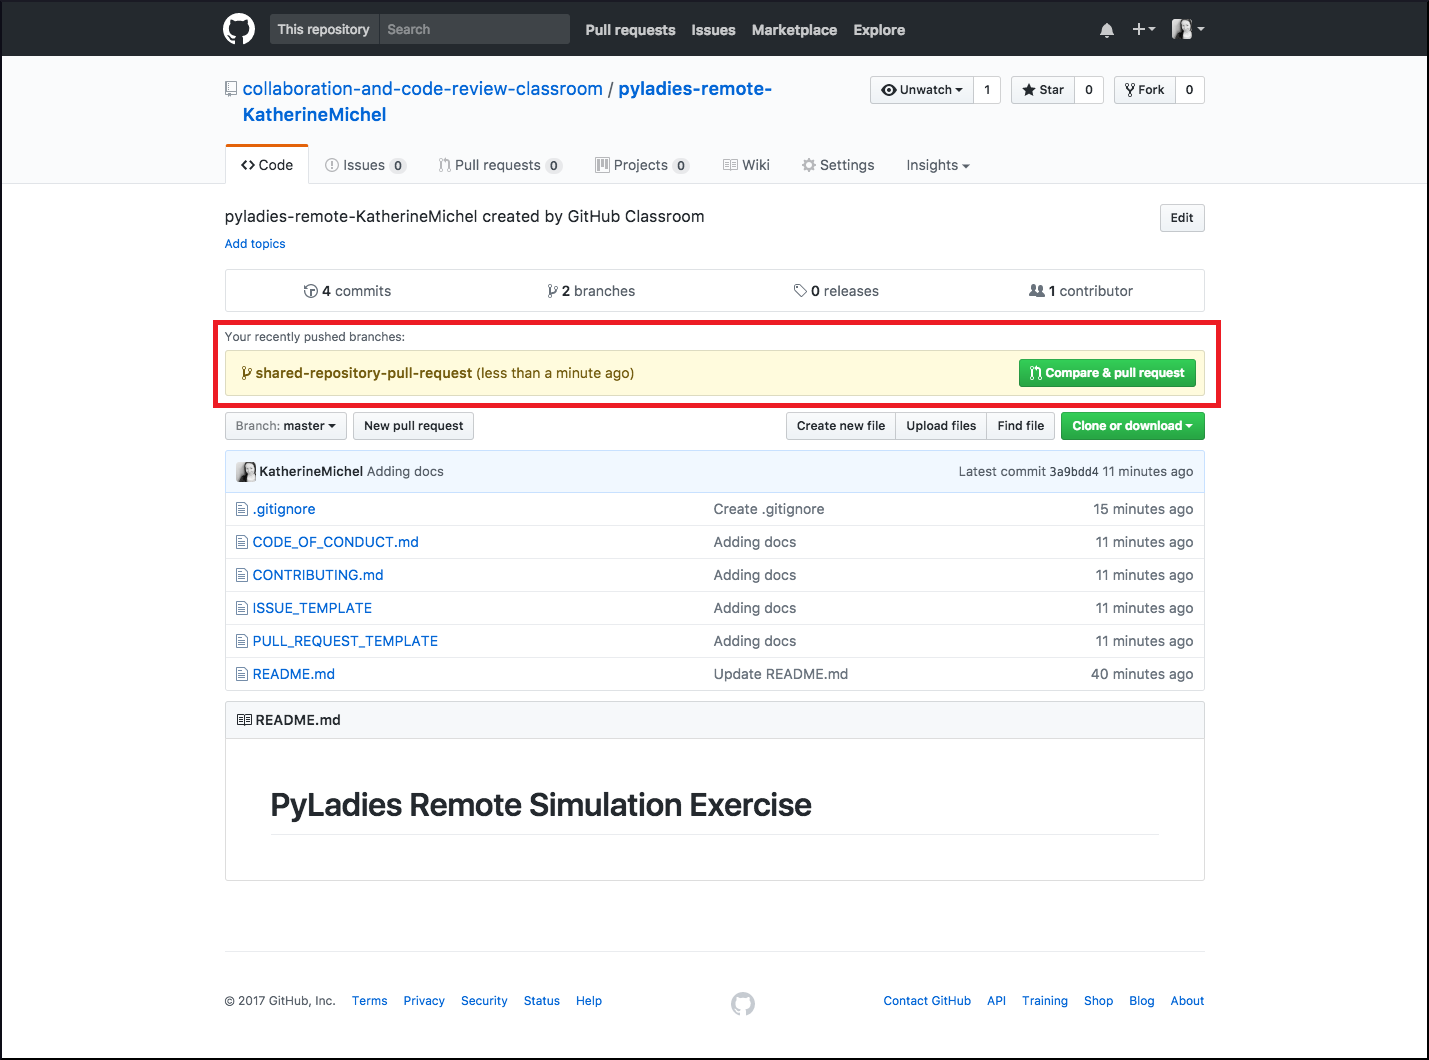 This repository Search Pull requests Issues Marketplace Explore
collaboration-and-code-review-classroom / pyladies-remote-
KatherineMichel
Unwatch 1 Star 0 Fork 0
Code Issues 0 Pull requests 0 Projects 0 Wiki Settings Insights
pyladies-remote-KatherineMichel created by GitHub Classroom
Edit
Add topics
4 commits 2 branches 0 releases 1 contributor
Your recently pushed branches:
shared-repository-pull-request (less than a minute ago) Compare & pull request
Branch: master New pull request Create new file Upload files Find file Clone or download
KatherineMichel Adding docs Latest commit 3a9bdd4 11 minutes ago
.gitignore Create .gitignore 15 minutes ago
CODE_OF_CONDUCT.md Adding docs 11 minutes ago
CONTRIBUTING.md Adding docs 11 minutes ago
ISSUE_TEMPLATE Adding docs 11 minutes ago
PULL_REQUEST_TEMPLATE Adding docs 11 minutes ago
README.md Update README.md 40 minutes ago
README.md
PyLadies Remote Simulation Exercise
© 2017 GitHub, Inc. Terms Privacy Security Status Help Contact GitHub API Training Shop Blog About